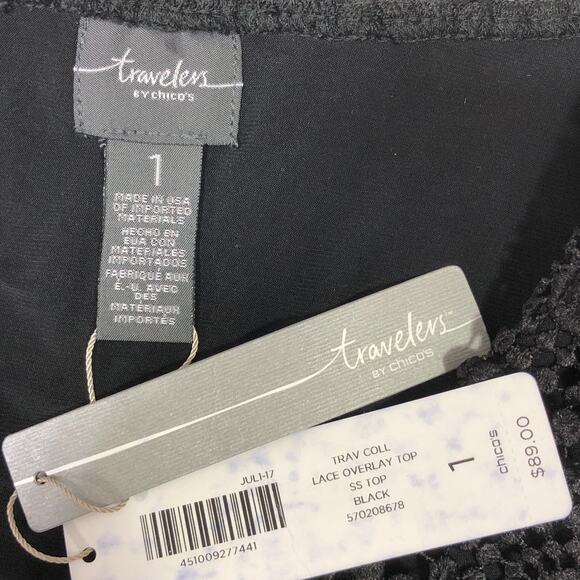 travelers
BY CHICO'S
1
MADE IN USA
OF IMPORTED
MATERIALS
HECHO EN
EUA CON
MATERIALES
IMPORTADOS
FABRIQUÉ AUX
É.-U. AVEC
DES
MATÉRIAUX
IMPORTÉS
travelers™
BY CHICO'S
JUL1-17
451009277441
TRAV COLL
LACE OVERLAY TOP
SS TOP
BLACK
570208678
1
chico's
$89.00